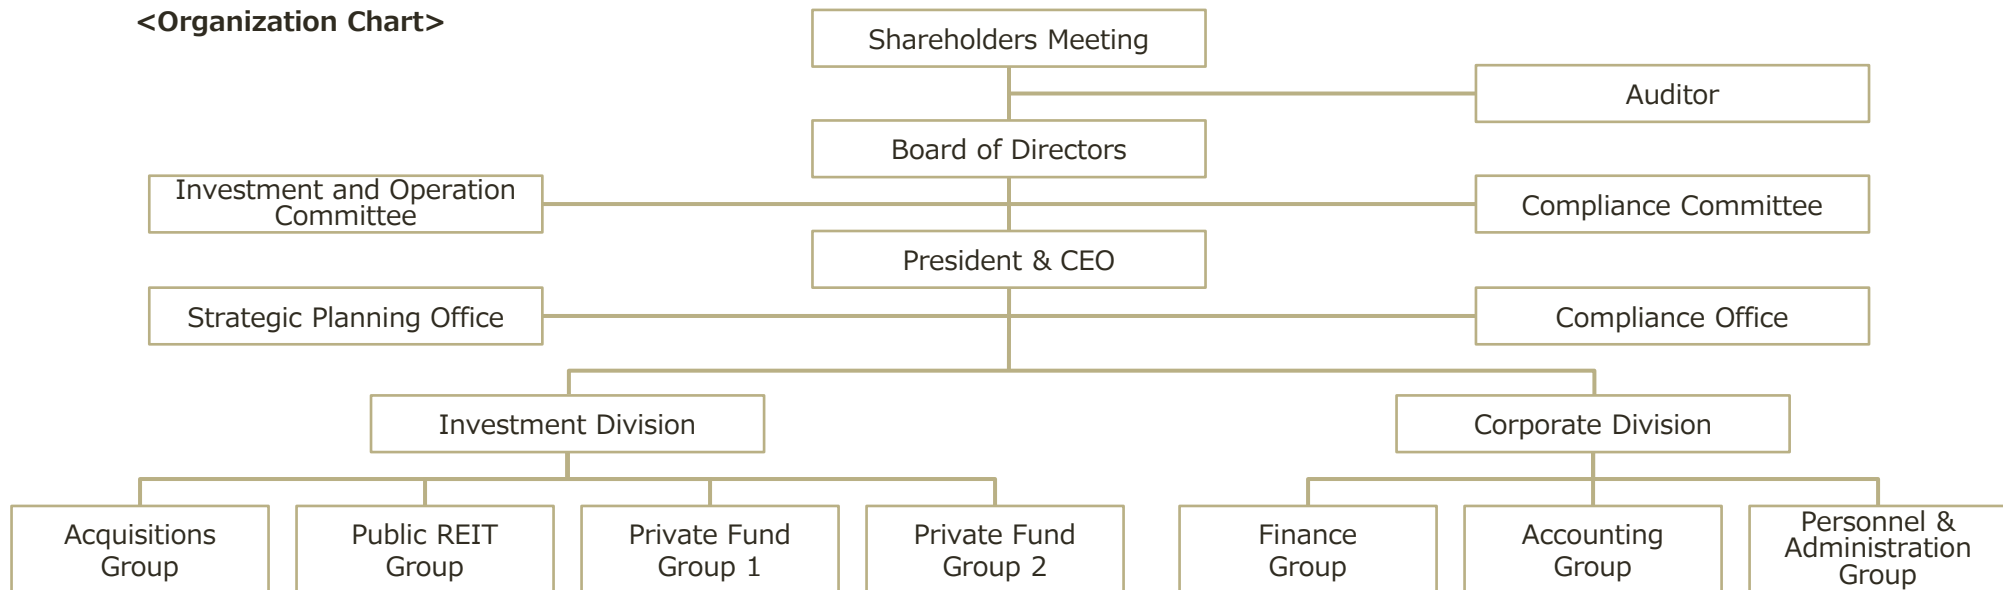 <Organization Chart>
Shareholders Meeting
Auditor
Board of Directors
Investment and Operation
Committee
Compliance Committee
President & CEO
Strategic Planning Office
Compliance Office
Investment Division
Corporate Division
Acquisitions
Group
Public REIT
Group
Private Fund
Group 1
Private Fund
Group 2
Finance
Group
Accounting
Group
Personnel &
Administration
Group